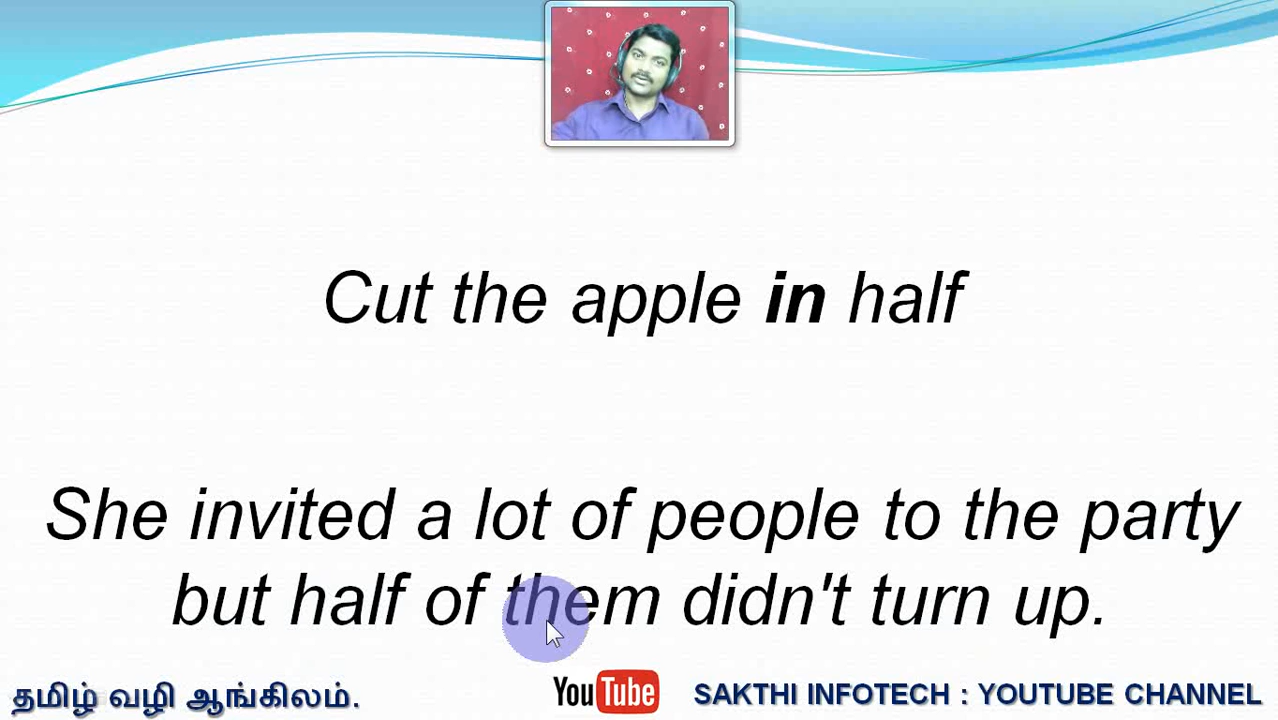 Cut the apple in half
She invited a lot of people to the party
but half of them didn't turn up.
தமிழ் வழி ஆங்கிலம். YouTube SAKTHI INFOTECH : YOUTUBE CHANNEL